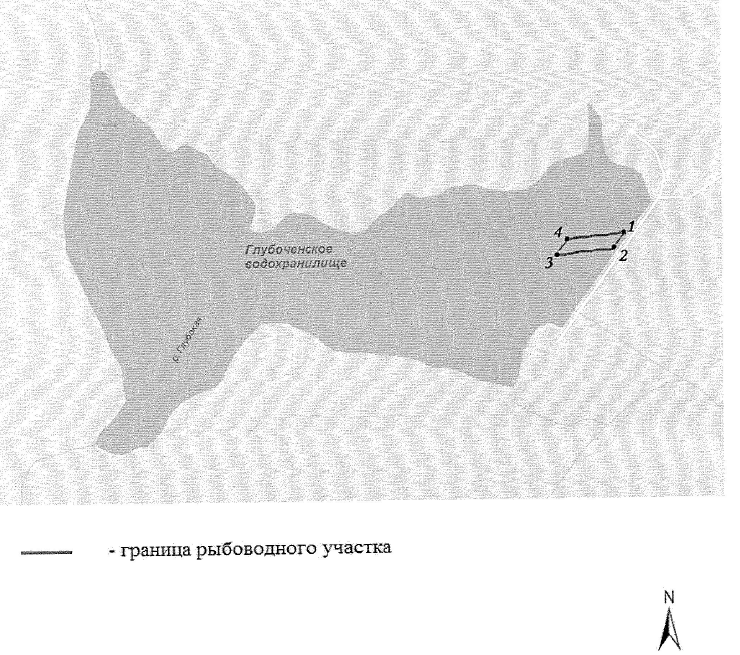 4
1
3
2
Глубоченское
водохранилище
р. Глубокая
- граница рыбоводного участка
N